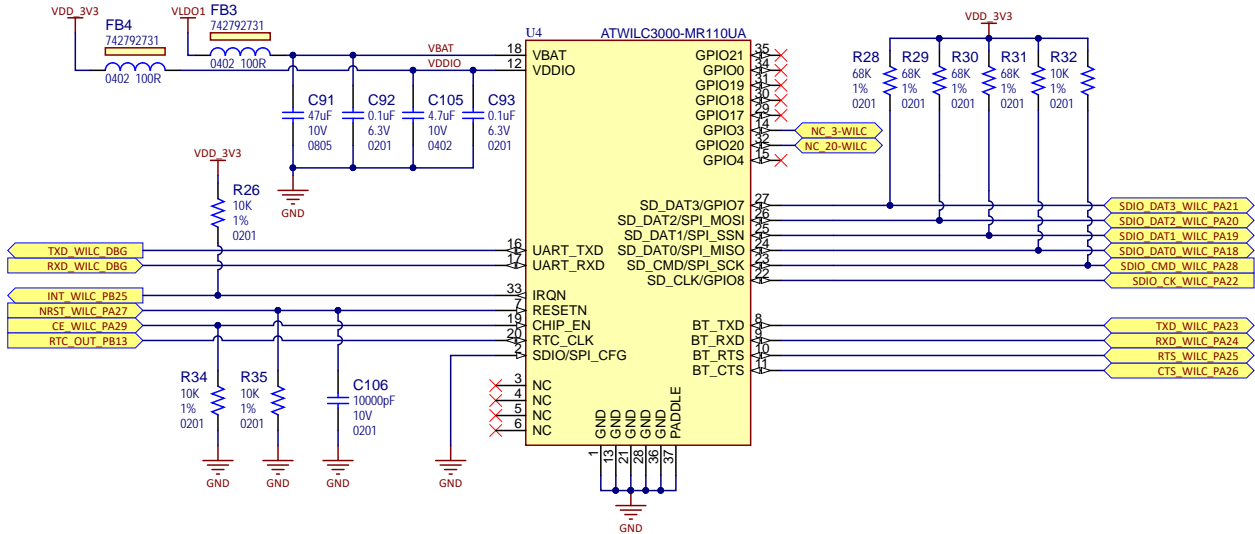 VDD_3V3
FB4
742792731
0402 100R
VLDO1
FB3
742792731
0402 100R
VBAT
VDDIO
C91
47uF
10V
0805
C92
0.1uF
6.3V
0201
C105
4.7uF
10V
0402
C93
0.1uF
6.3V
0201
GND
VDD_3V3
R26
10K
1%
0201
TXD_WILC_DBG
RXD_WILC_DBG
INT_WILC_PB25
NRST_WILC_PA27
CE_WILC_PA29
RTC_OUT_PB13
R34
10K
1%
0201
GND
R35
10K
1%
0201
GND
C106
10000pF
10V
0201
GND
GND
U4
ATWILC3000-MR110UA
18 VBAT
12 VDDIO
16 UART_TXD
17 UART_RXD
33 IRQN
7 RESETN
19 CHIP_EN
20 RTC_CLK
2 SDIO/SPI_CFG
3 NC
4 NC
5 NC
6 NC
GPIO21 35
GPIO0 34
GPIO19 31
GPIO18 30
GPIO17 29
GPIO3 14
GPIO20 32
GPIO4 15
SD_DAT3/GPIO7 27
SD_DAT2/SPI_MOSI 26
SD_DAT1/SPI_SSN 25
SD_DAT0/SPI_MISO 24
SD_CMD/SPI_SCK 23
SD_CLK/GPIO8 22
BT_TXD 8
BT_RXD 9
BT_RTS 10
BT_CTS 11
GND 1
GND 13
GND 21
GND 28
GND 36
PADDLE 37
GND
NC_3-WILC
NC_20-WILC
VDD_3V3
R28
68K
1%
0201
R29
68K
1%
0201
R30
68K
1%
0201
R31
68K
1%
0201
R32
10K
1%
0201
SDIO_DAT3_WILC_PA21
SDIO_DAT2_WILC_PA20
SDIO_DAT1_WILC_PA19
SDIO_DAT0_WILC_PA18
SDIO_CMD_WILC_PA28
SDIO_CK_WILC_PA22
TXD_WILC_PA23
RXD_WILC_PA24
RTS_WILC_PA25
CTS_WILC_PA26